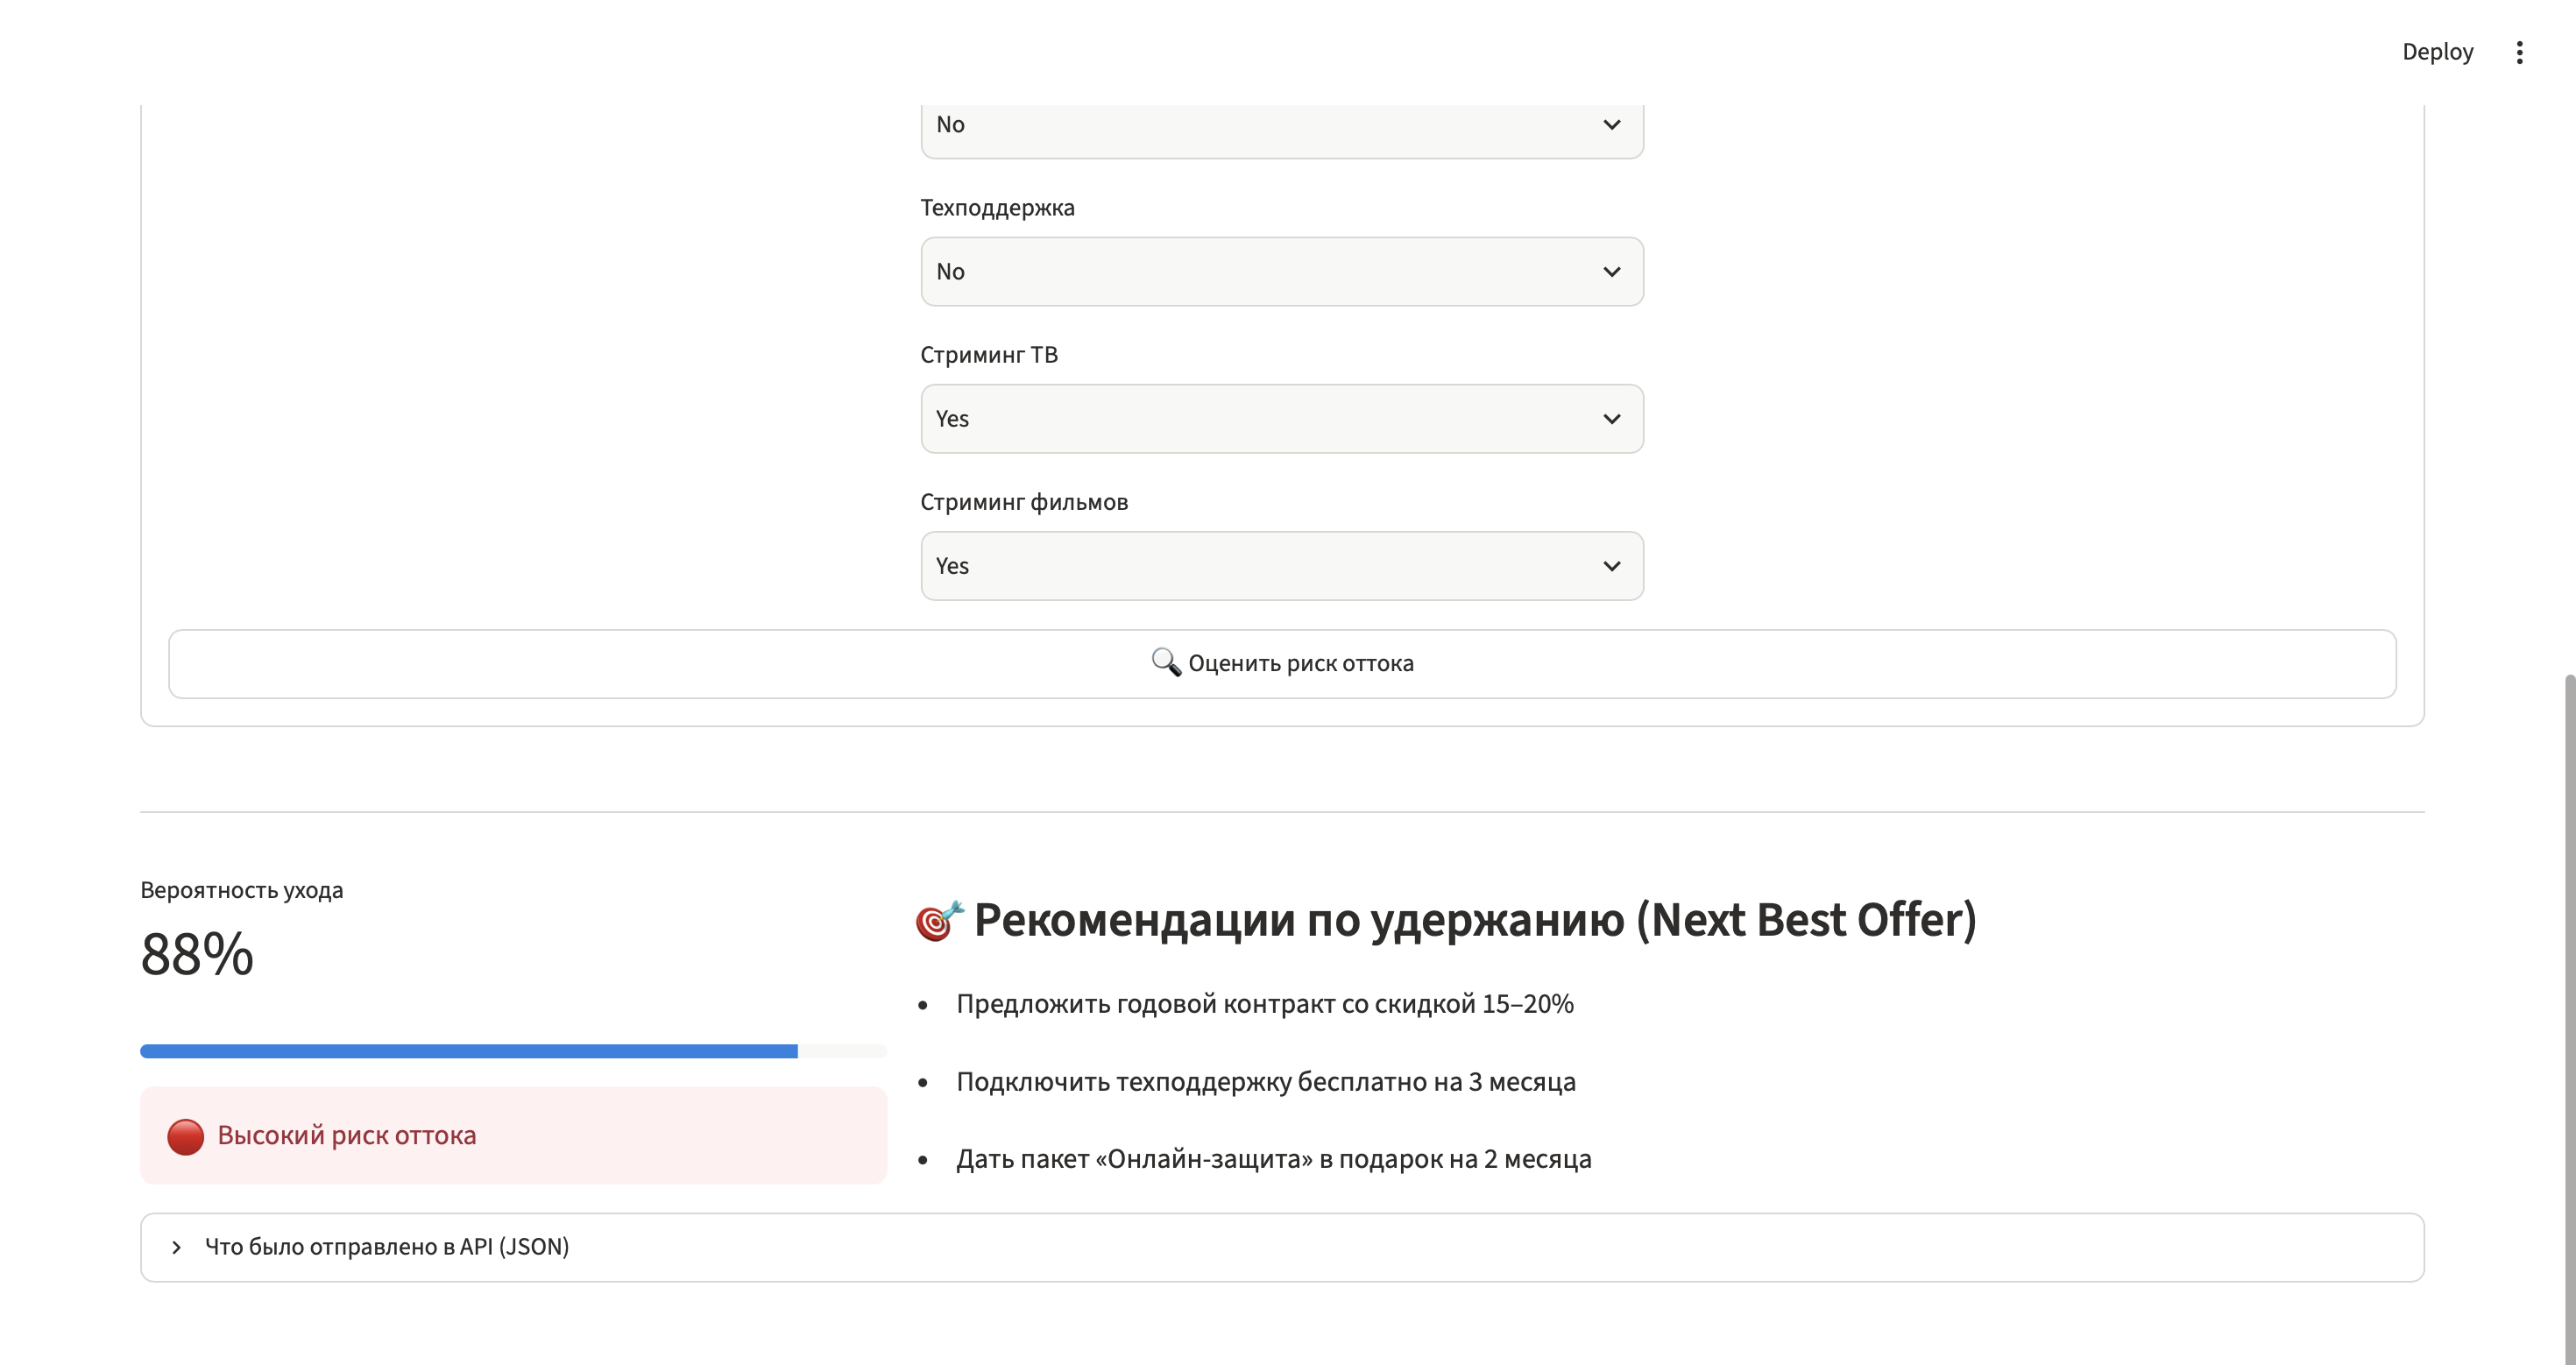 Deploy
No
Техподдержка
No
Стриминг ТВ
Yes
Стриминг фильмов
Yes
🔍 Оценить риск оттока
Вероятность ухода
88%
🔴 Высокий риск оттока
🎯 Рекомендации по удержанию (Next Best Offer)
• Предложить годовой контракт со скидкой 15–20%
• Подключить техподдержку бесплатно на 3 месяца
• Дать пакет «Онлайн-защита» в подарок на 2 месяца
Что было отправлено в API (JSON)